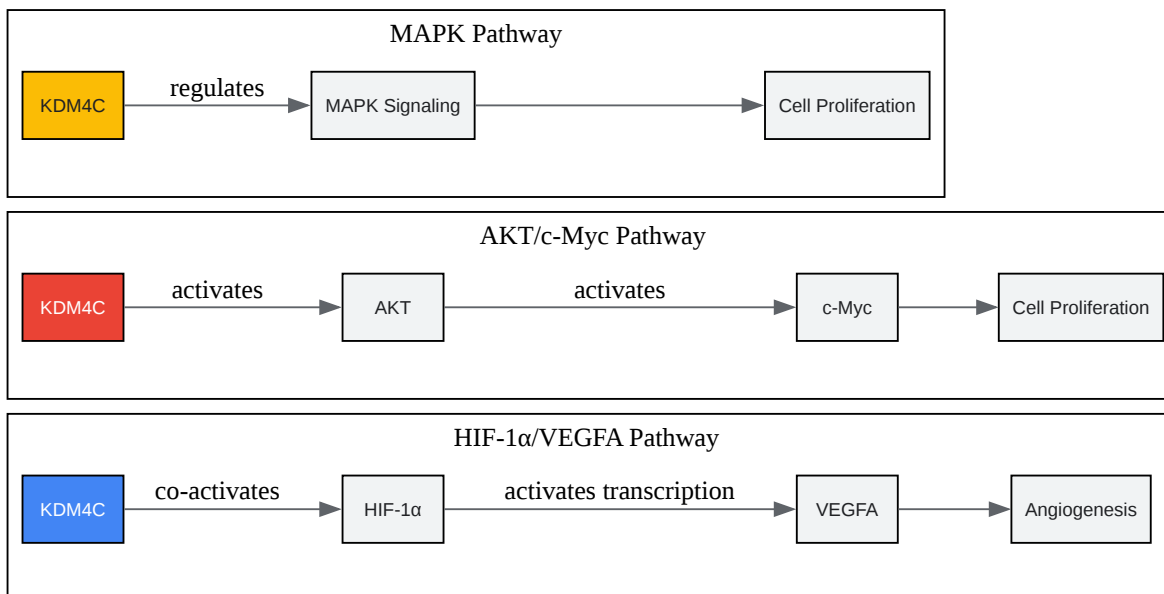 MAPK Pathway
KDM4C
regulates
MAPK Signaling
Cell Proliferation
AKT/c-Myc Pathway
KDM4C
activates
AKT
activates
c-Myc
Cell Proliferation
HIF-1α/VEGFA Pathway
KDM4C
co-activates
HIF-1α
activates transcription
VEGFA
Angiogenesis